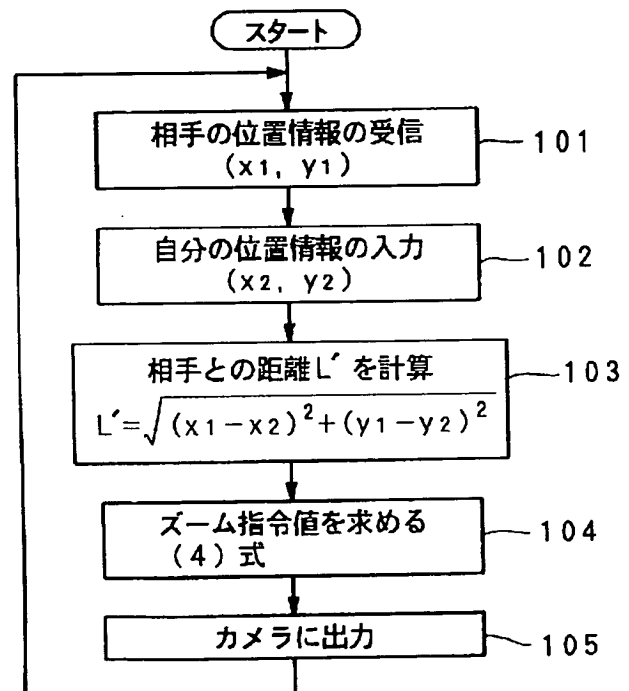 スタート
相手の位置情報の受信
(x1, y1)
101
自分の位置情報の入力
(x2, y2)
102
相手との距離L′を計算
L′=√(x1−x2)²+(y1−y2)²
103
ズーム指令値を求める
(4)式
104
カメラに出力
105